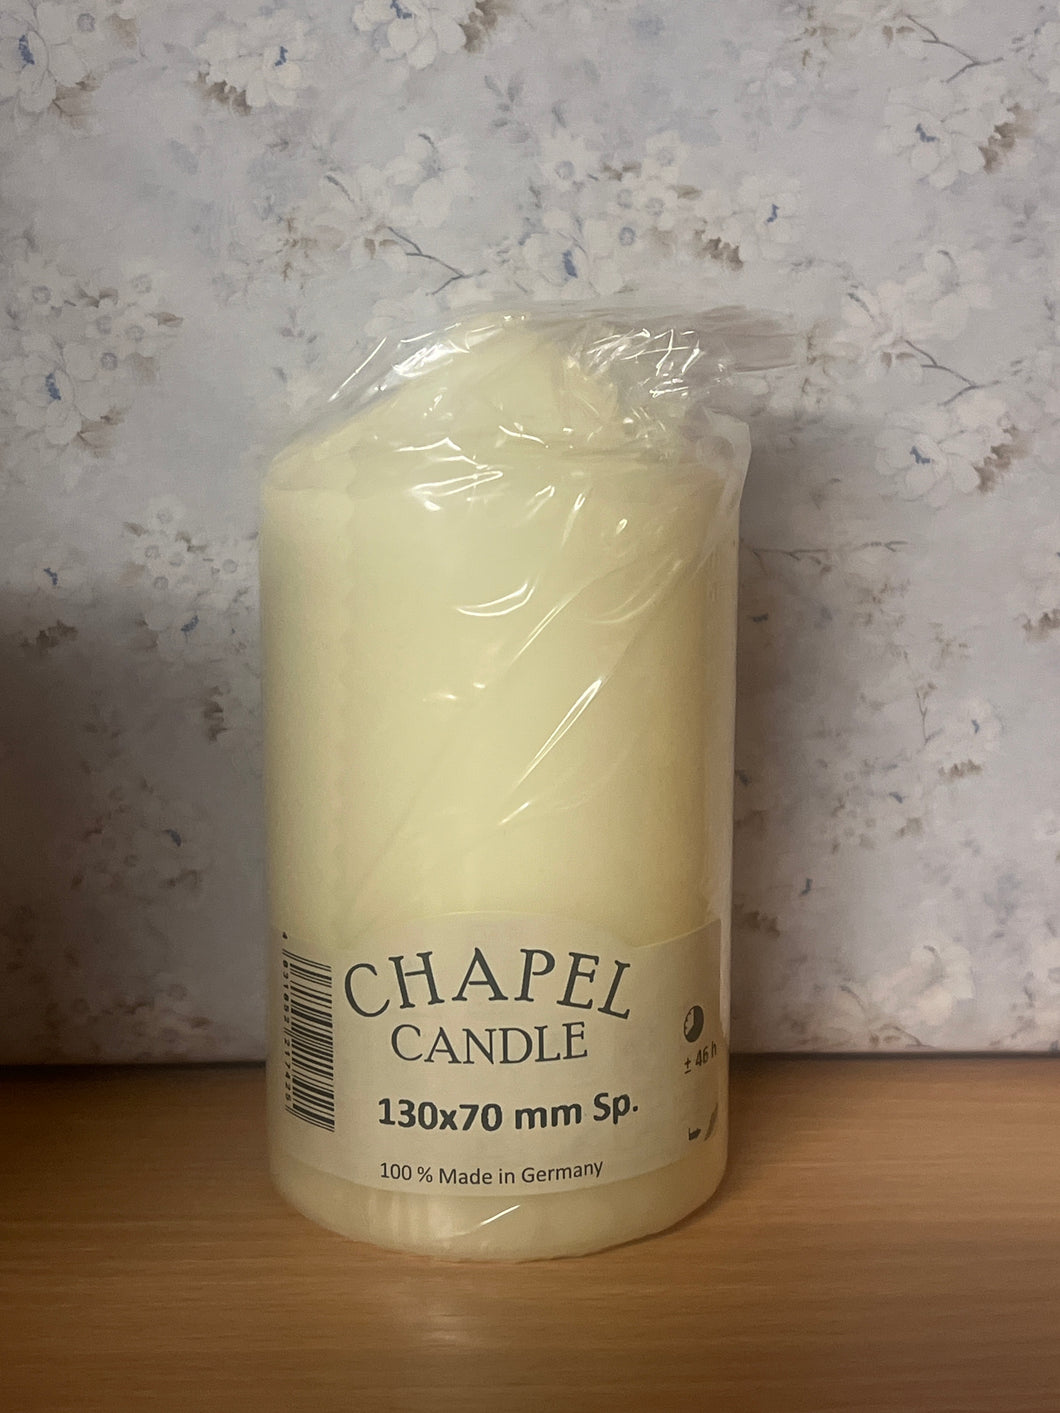 CHAPEL
CANDLE
130x70 mm Sp.
100 % Made in Germany
± 46 h